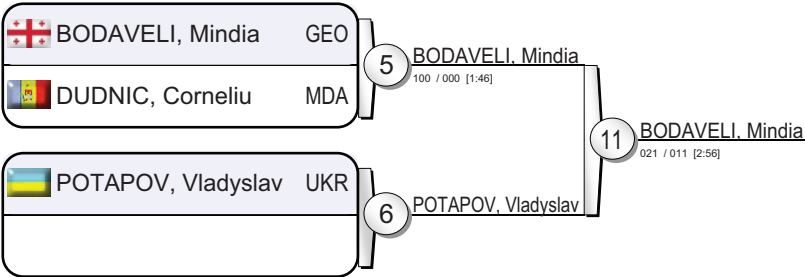 BODAVELI, Mindia GEO
DUDNIC, Corneliu MDA
5
BODAVELI, Mindia
100 / 000 [1:46]
POTAPOV, Vladyslav UKR
6
POTAPOV, Vladyslav
11
BODAVELI, Mindia
021 / 011 [2:56]